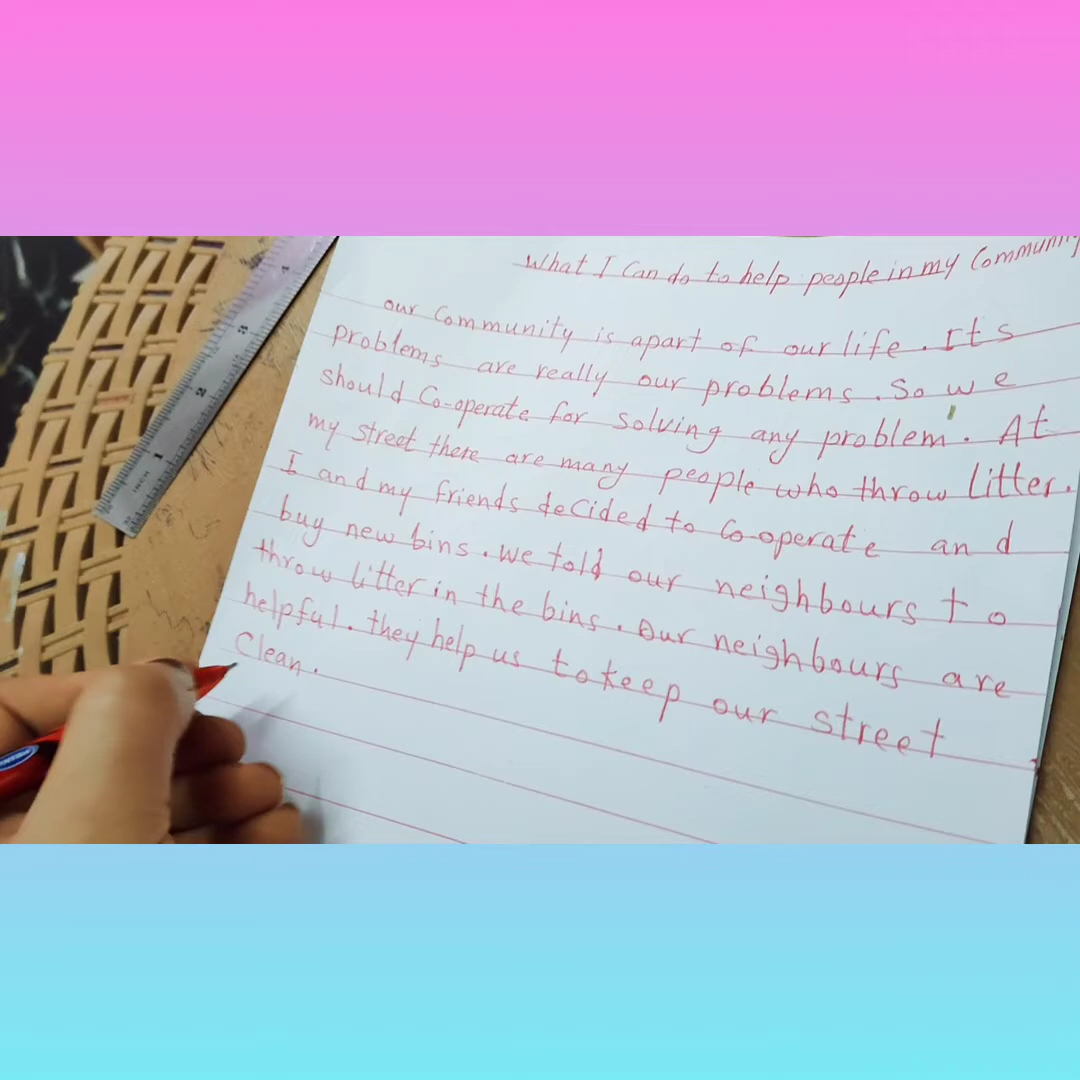 What I Can do to help people in my Community
our Community is apart of our life. Its
problems are really our problems. So we
should Co-operate for solving any problem. At
my street there are many people who throw litter.
I and my friends decided to Co-operate and
buy new bins. we told our neighbours to
throw litter in the bins. Our neighbours are
helpful. they help us to keep our street
Clean.